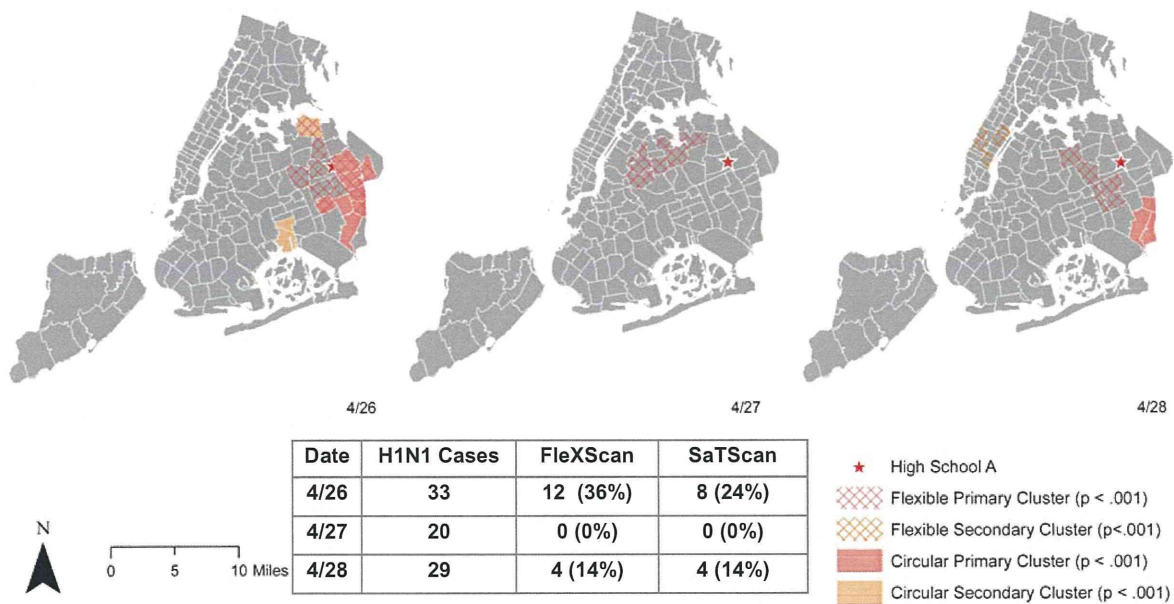 4/26
4/27
4/28
Date H1N1 Cases FleXScan SaTScan
4/26 33 12 (36%) 8 (24%)
4/27 20 0 (0%) 0 (0%)
4/28 29 4 (14%) 4 (14%)
N
0 5 10 Miles
High School A
Flexible Primary Cluster (p < .001)
Flexible Secondary Cluster (p<.001)
Circular Primary Cluster (p < .001)
Circular Secondary Cluster (p < .001)